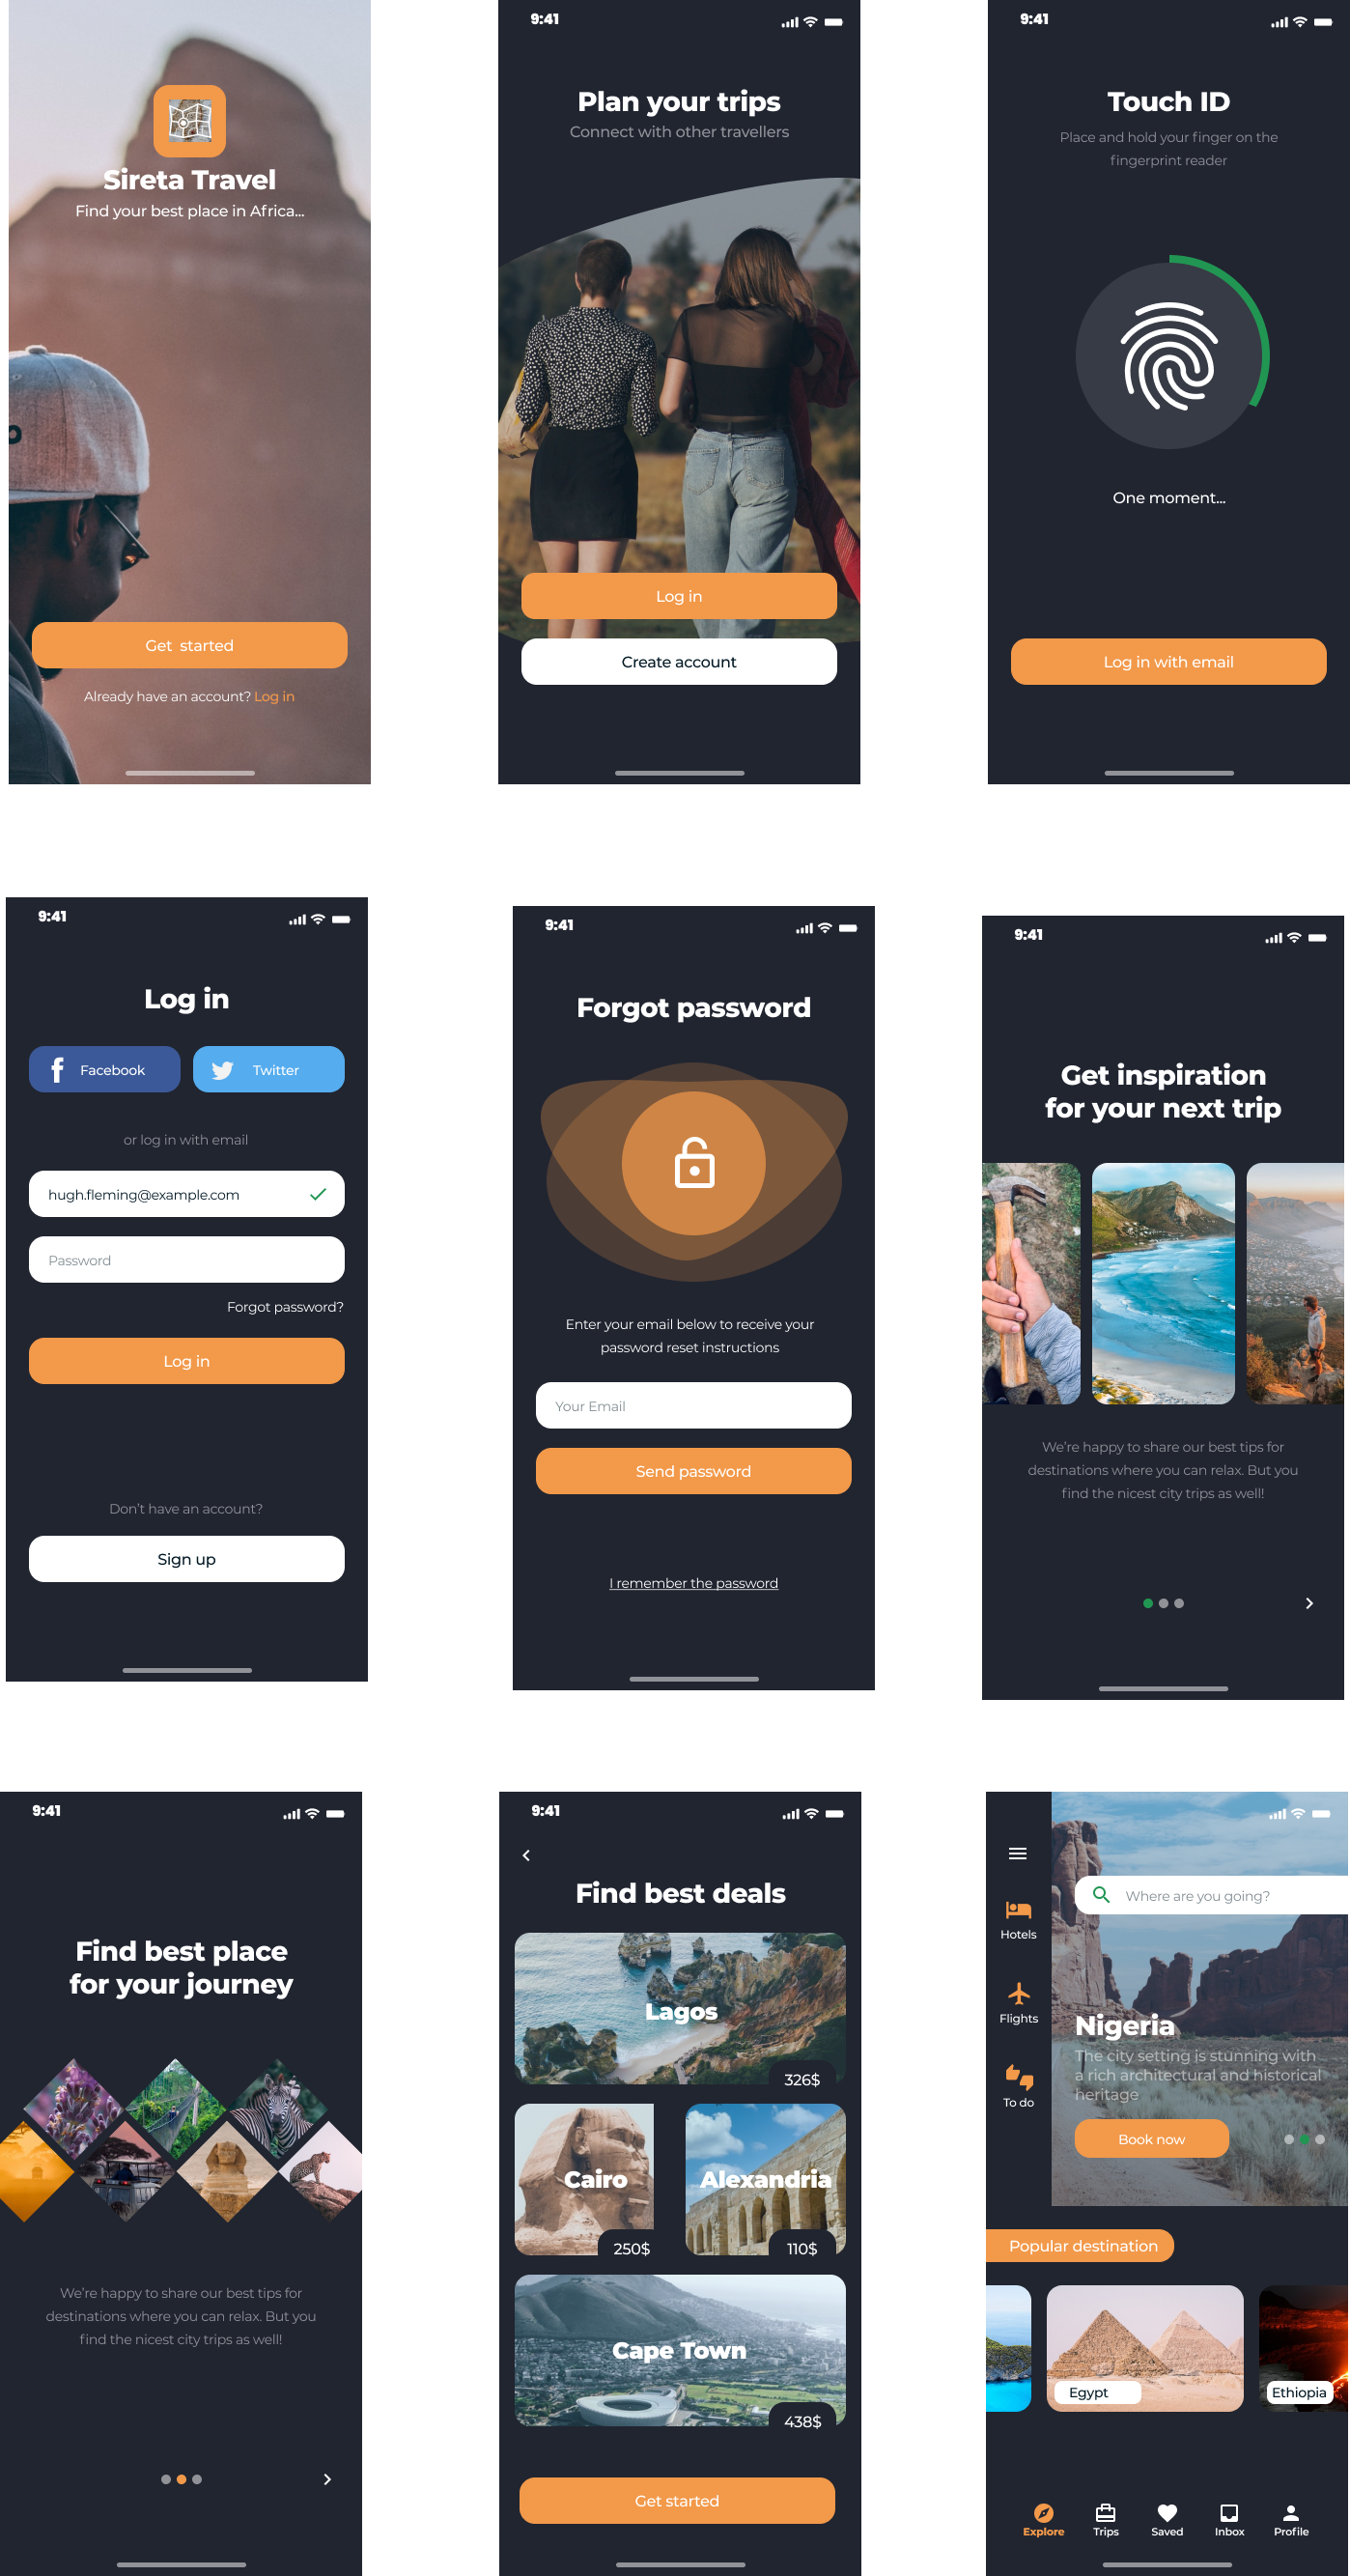 Sireta Travel
Find your best place in Africa...
Get started
Already have an account? Log in
9:41
Plan your trips
Connect with other travellers
Log in
Create account
9:41
Touch ID
Place and hold your finger on the
fingerprint reader
One moment...
Log in with email
9:41
Log in
Facebook
Twitter
or log in with email
hugh.fleming@example.com
Password
Forgot password?
Log in
Don't have an account?
Sign up
9:41
Forgot password
Enter your email below to receive your
password reset instructions
Your Email
Send password
I remember the password
9:41
Get inspiration
for your next trip
We're happy to share our best tips for
destinations where you can relax. But you
find the nicest city trips as well!
9:41
Find best place
for your journey
We're happy to share our best tips for
destinations where you can relax. But you
find the nicest city trips as well!
9:41
Find best deals
Lagos
326$
Cairo
250$
Alexandria
110$
Cape Town
438$
Get started
Where are you going?
Hotels
Flights
To do
Nigeria
The city setting is stunning with
a rich architectural and historical
heritage
Book now
Popular destination
Egypt
Ethiopia
Explore
Trips
Saved
Inbox
Profile